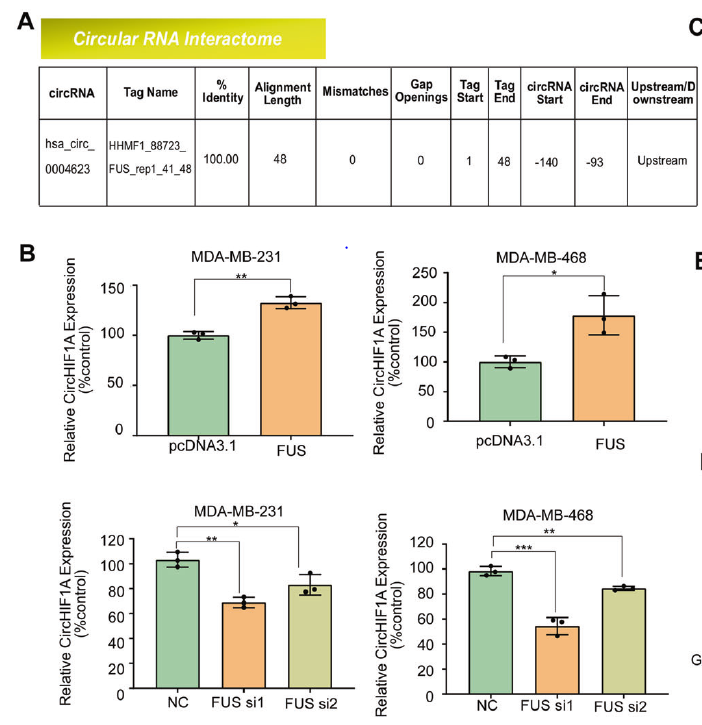 A
C
Circular RNA Interactome
circRNA
Tag Name
%
Identity
Alignment
Length
Mismatches
Gap
Openings
Tag
Start
Tag
End
circRNA
Start
circRNA
End
Upstream/D
ownstream
hsa_circ_
0004623
HHMF1_88723_
FUS_rep1_41_48
100.00
48
0
0
1
48
-140
-93
Upstream
B
MDA-MB-231
**
Relative CircHIF1A Expression
(%control)
150
100
50
0
pcDNA3.1
FUS
MDA-MB-468
*
Relative CircHIF1A Expression
(%control)
250
200
150
100
50
0
pcDNA3.1
FUS
MDA-MB-231
*
**
Relative CircHIF1A Expression
(%control)
120
100
80
60
40
20
0
NC
FUS si1
FUS si2
MDA-MB-468
**
***
Relative CircHIF1A Expression
(%control)
120
100
80
60
40
20
0
NC
FUS si1
FUS si2
G